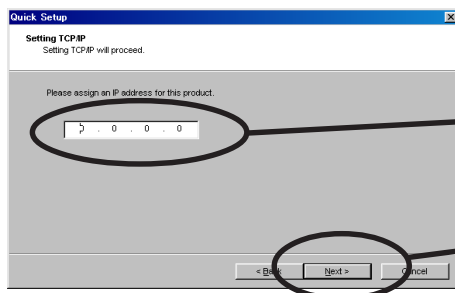 Quick Setup
Setting TCP/IP
Setting TCP/IP will proceed.
Please assign an IP address for this product.
. 0 . 0 . 0
< Back Next > Cancel